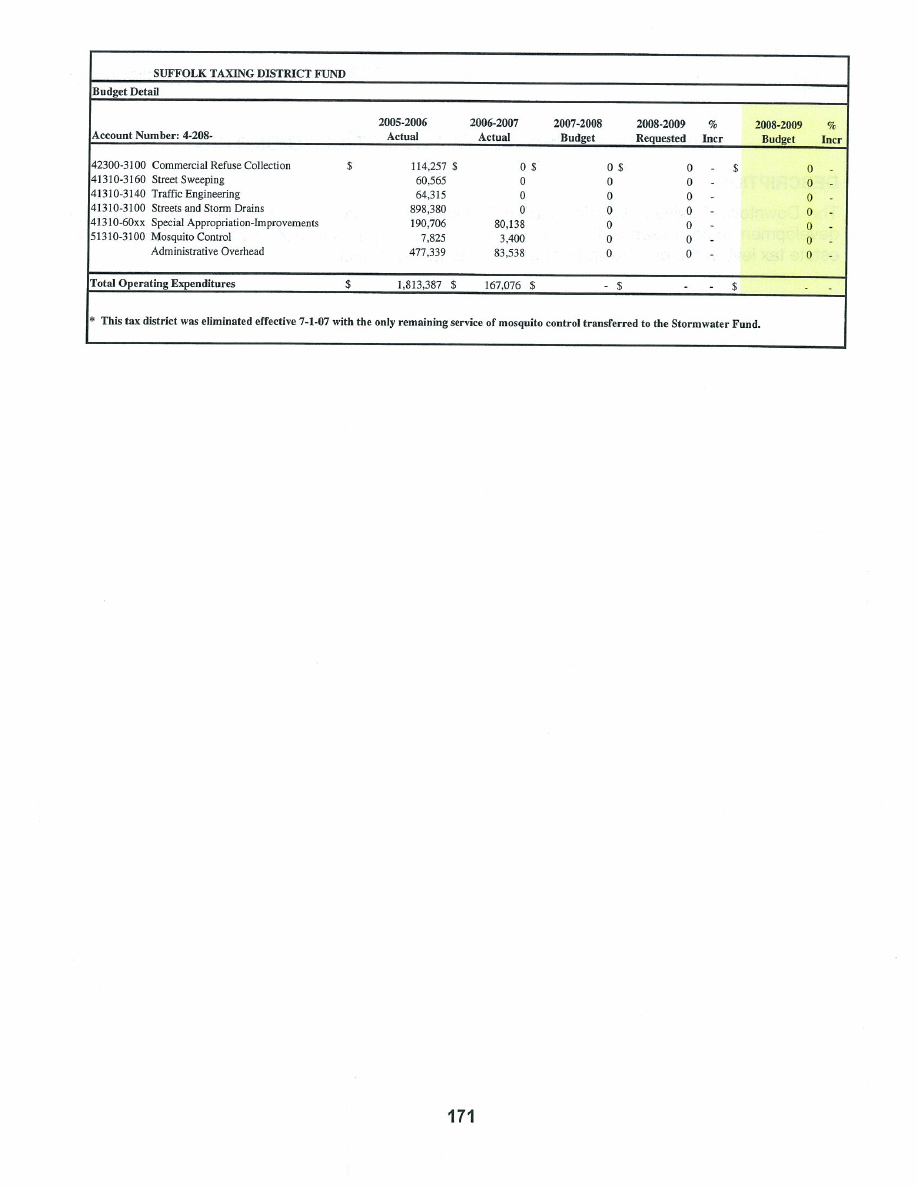 SUFFOLK TAXING DISTRICT FUND
Budget Detail
2005-2006 2006-2007 2007-2008 2008-2009 % 2008-2009 %
Account Number: 4-208- Actual Actual Budget Requested Incr Budget Incr
42300-3100 Commercial Refuse Collection $ 114,257 $ 0 $ 0 $ 0 - $ 0 -
41310-3160 Street Sweeping 60,565 0 0 0 - 0 -
41310-3140 Traffic Engineering 64,315 0 0 0 - 0 -
41310-3100 Streets and Storm Drains 898,380 0 0 0 - 0 -
41310-60xx Special Appropriation-Improvements 190,706 80,138 0 0 - 0 -
51310-3100 Mosquito Control 7,825 3,400 0 0 - 0 -
Administrative Overhead 477,339 83,538 0 0 - 0 -
Total Operating Expenditures $ 1,813,387 $ 167,076 $ - $ - - $ - -
* This tax district was eliminated effective 7-1-07 with the only remaining service of mosquito control transferred to the Stormwater Fund.
171